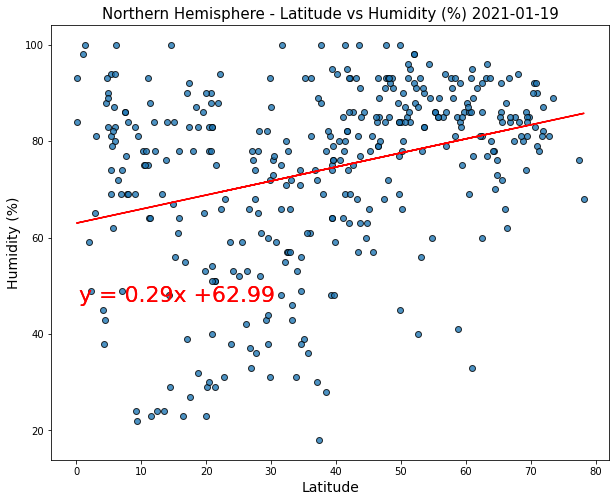 Northern Hemisphere - Latitude vs Humidity (%) 2021-01-19
100
80
60
40
20
Humidity (%)
y = 0.29x +62.99
0 10 20 30 40 50 60 70 80
Latitude